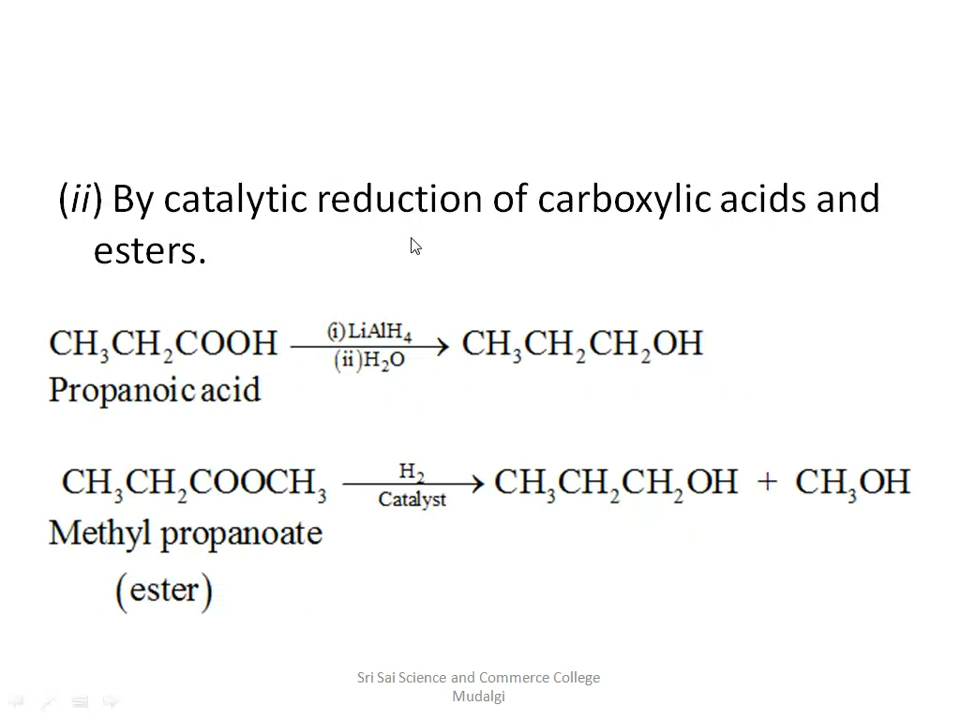 (ii) By catalytic reduction of carboxylic acids and
esters.
CH₃CH₂COOH (i)LiAlH₄ (ii)H₂O → CH₃CH₂CH₂OH
Propanoic acid
CH₃CH₂COOCH₃ H₂ Catalyst → CH₃CH₂CH₂OH + CH₃OH
Methyl propanoate
(ester)
Sri Sai Science and Commerce College
Mudalgi